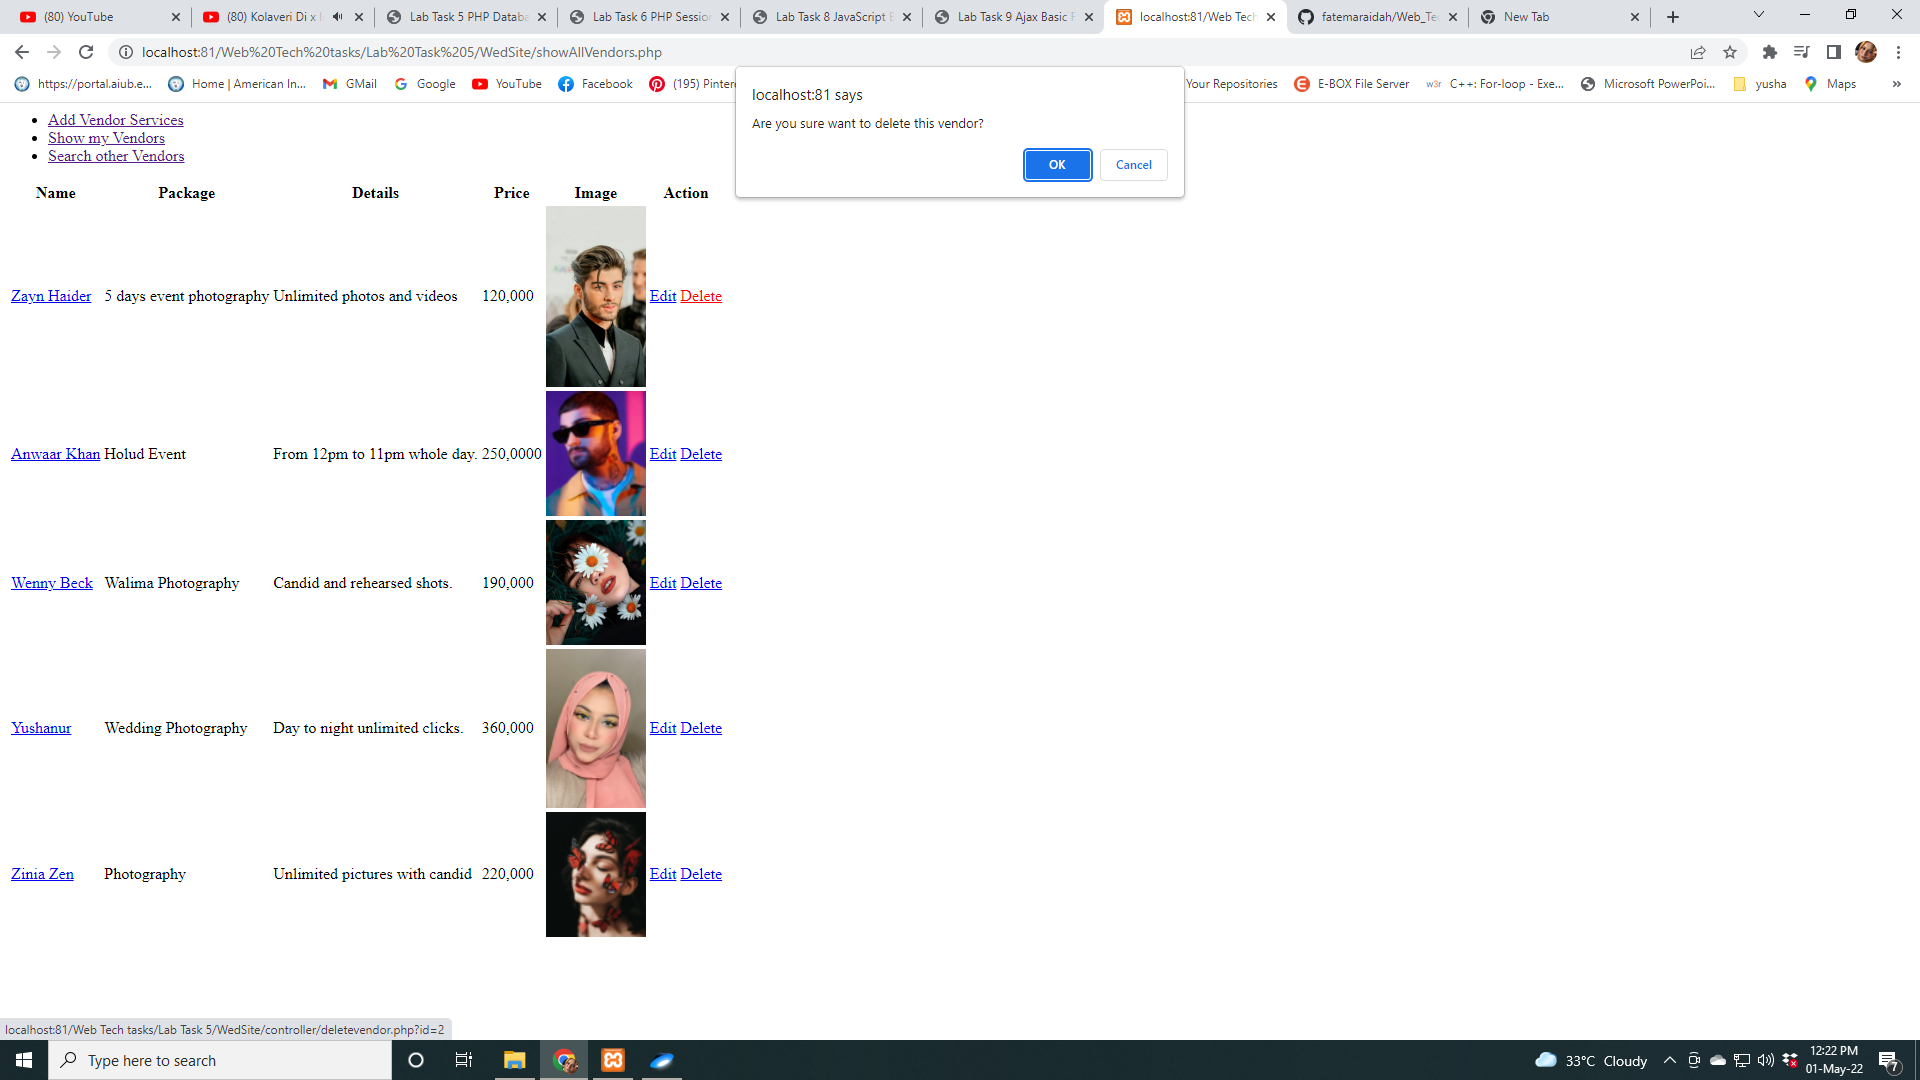 (80) YouTube
(80) Kolaveri Di x
Lab Task 5 PHP Databa
Lab Task 6 PHP Sessio
Lab Task 8 JavaScript
Lab Task 9 Ajax Basic
localhost:81/Web Tech
fatemaraidah/Web_Te
New Tab
localhost:81/Web%20Tech%20tasks/Lab%20Task%205/WedSite/showAllVendors.php
https://portal.aiub.e...
Home | American In...
GMail
Google
YouTube
Facebook
(195) Pinter
Your Repositories
E-BOX File Server
w3r
C++: For-loop - Exe...
Microsoft PowerPoi...
yusha
Maps
»
localhost:81 says
Are you sure want to delete this vendor?
OK Cancel
Add Vendor Services
Show my Vendors
Search other Vendors
Name Package Details Price Image Action
Zayn Haider 5 days event photography Unlimited photos and videos 120,000 Edit Delete
Anwaar Khan Holud Event From 12pm to 11pm whole day. 250,0000 Edit Delete
Wenny Beck Walima Photography Candid and rehearsed shots. 190,000 Edit Delete
Yushanur Wedding Photography Day to night unlimited clicks. 360,000 Edit Delete
Zinia Zen Photography Unlimited pictures with candid 220,000 Edit Delete
localhost:81/Web Tech tasks/Lab Task 5/WedSite/controller/deletevendor.php?id=2
Type here to search
33°C Cloudy
12:22 PM
01-May-22
7